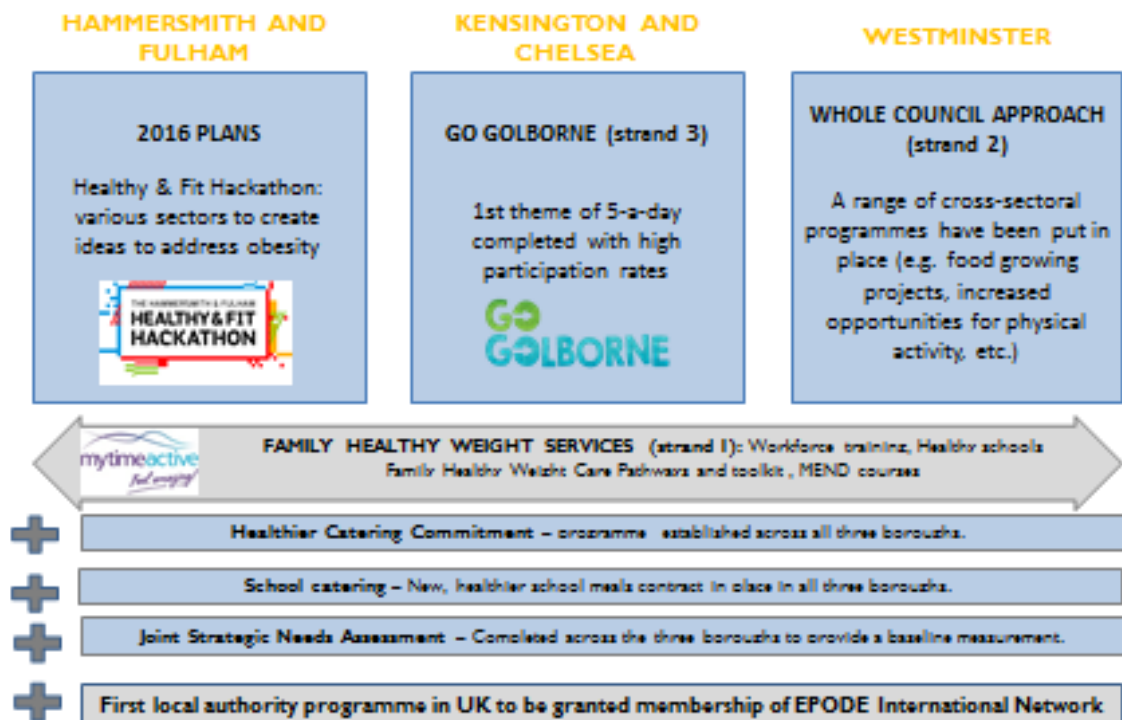 HAMMERSMITH AND
FULHAM
KENSINGTON AND
CHELSEA
WESTMINSTER
2016 PLANS
Healthy & Fit Hackathon:
various sectors to create
ideas to address obesity
THE HAMMERSMITH & FULHAM
HEALTHY&FIT
HACKATHON
GO GOLBORNE (strand 3)
1st theme of 5-a-day
completed with high
participation rates
GO
GOLBORNE
WHOLE COUNCIL APPROACH
(strand 2)
A range of cross-sectoral
programmes have been put in
place (e.g. food growing
projects, increased
opportunities for physical
activity, etc.)
mytimeactive
FAMILY HEALTHY WEIGHT SERVICES (strand 1): Workforce training, Healthy schools
Family Healthy Weight Care Pathways and toolkit , MEND courses
Healthier Catering Commitment – programme established across all three boroughs.
School catering – New, healthier school meals contract in place in all three boroughs.
Joint Strategic Needs Assessment – Completed across the three boroughs to provide a baseline measurement.
First local authority programme in UK to be granted membership of EPODE International Network